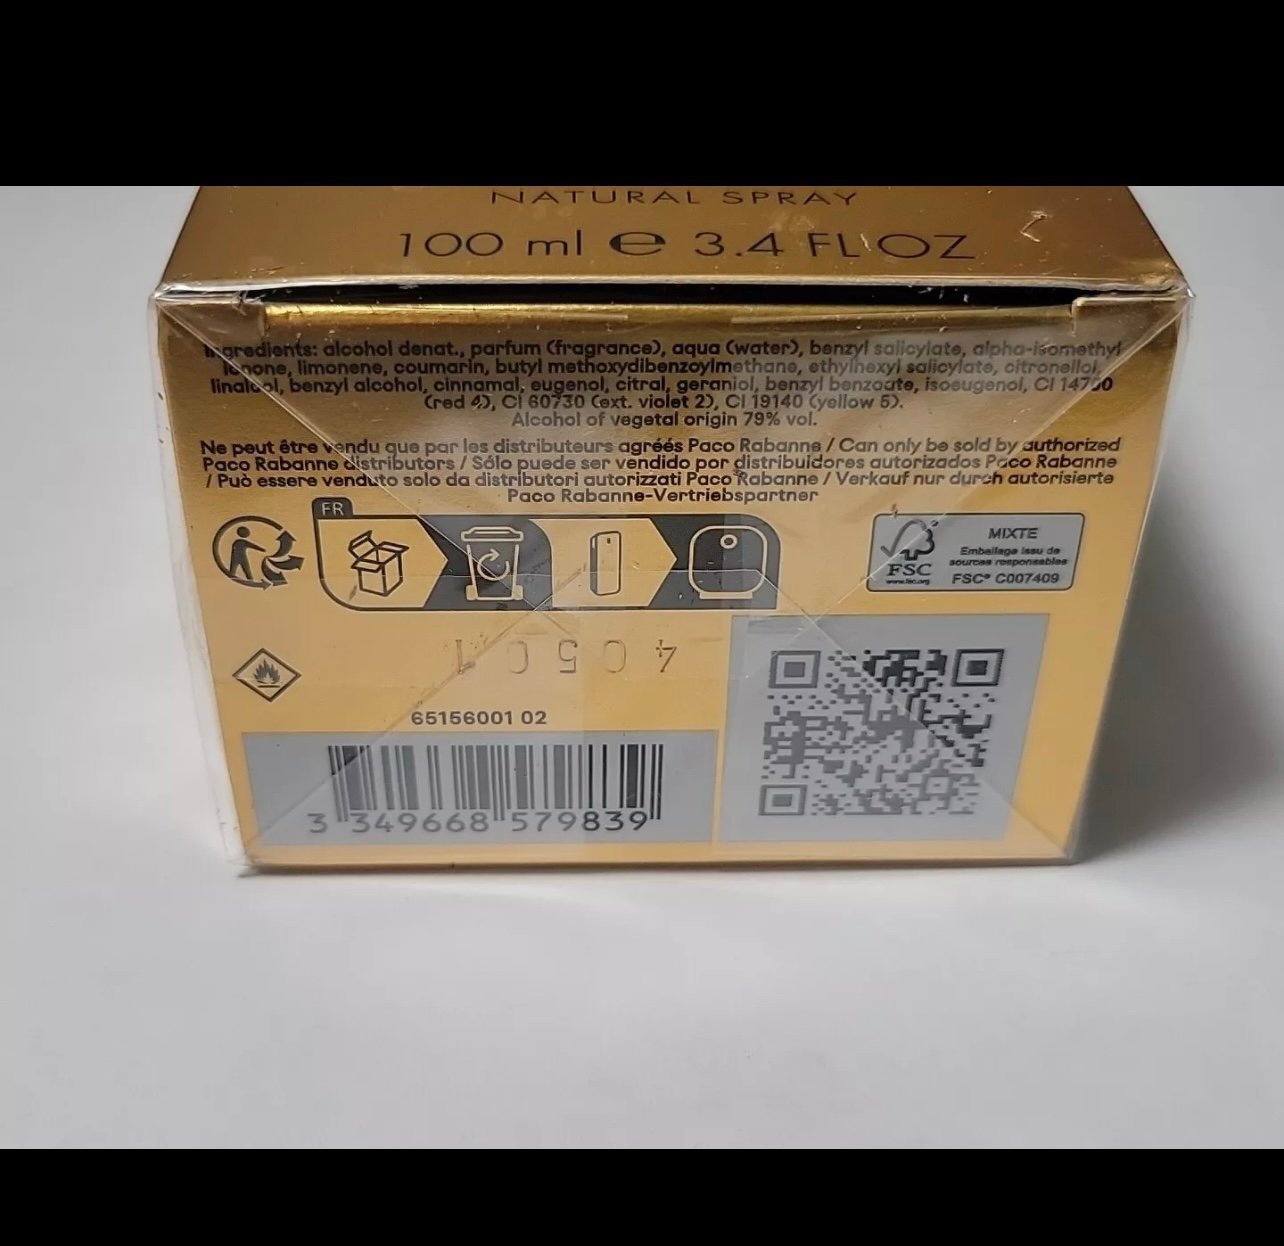 NATURAL SPRAY
100 ml e 3.4 FL OZ
Ingredients: alcohol denat., parfum (fragrance), aqua (water), benzyl salicylate, alpha-isomethyl
ionone, limonene, coumarin, butyl methoxydibenzoylmethane, ethylhexyl salicylate, citronellol,
linalool, benzyl alcohol, cinnamal, eugenol, citral, geraniol, benzyl benzoate, isoeugenol, CI 14700
(red 4), CI 60730 (ext. violet 2), CI 19140 (yellow 5).
Alcohol of vegetal origin 79% vol.
Ne peut être vendu que par les distributeurs agréés Paco Rabanne / Can only be sold by authorized
Paco Rabanne distributors / Sólo puede ser vendido por distribuidores autorizados Paco Rabanne
/ Può essere venduto solo da distributori autorizzati Paco Rabanne / Verkauf nur durch autorisierte
Paco Rabanne-Vertriebspartner
FR
FSC
www.fsc.org
MIXTE
Emballage issu de
sources responsables
FSC® C007409
40501
65156001 02
3 349668 579839